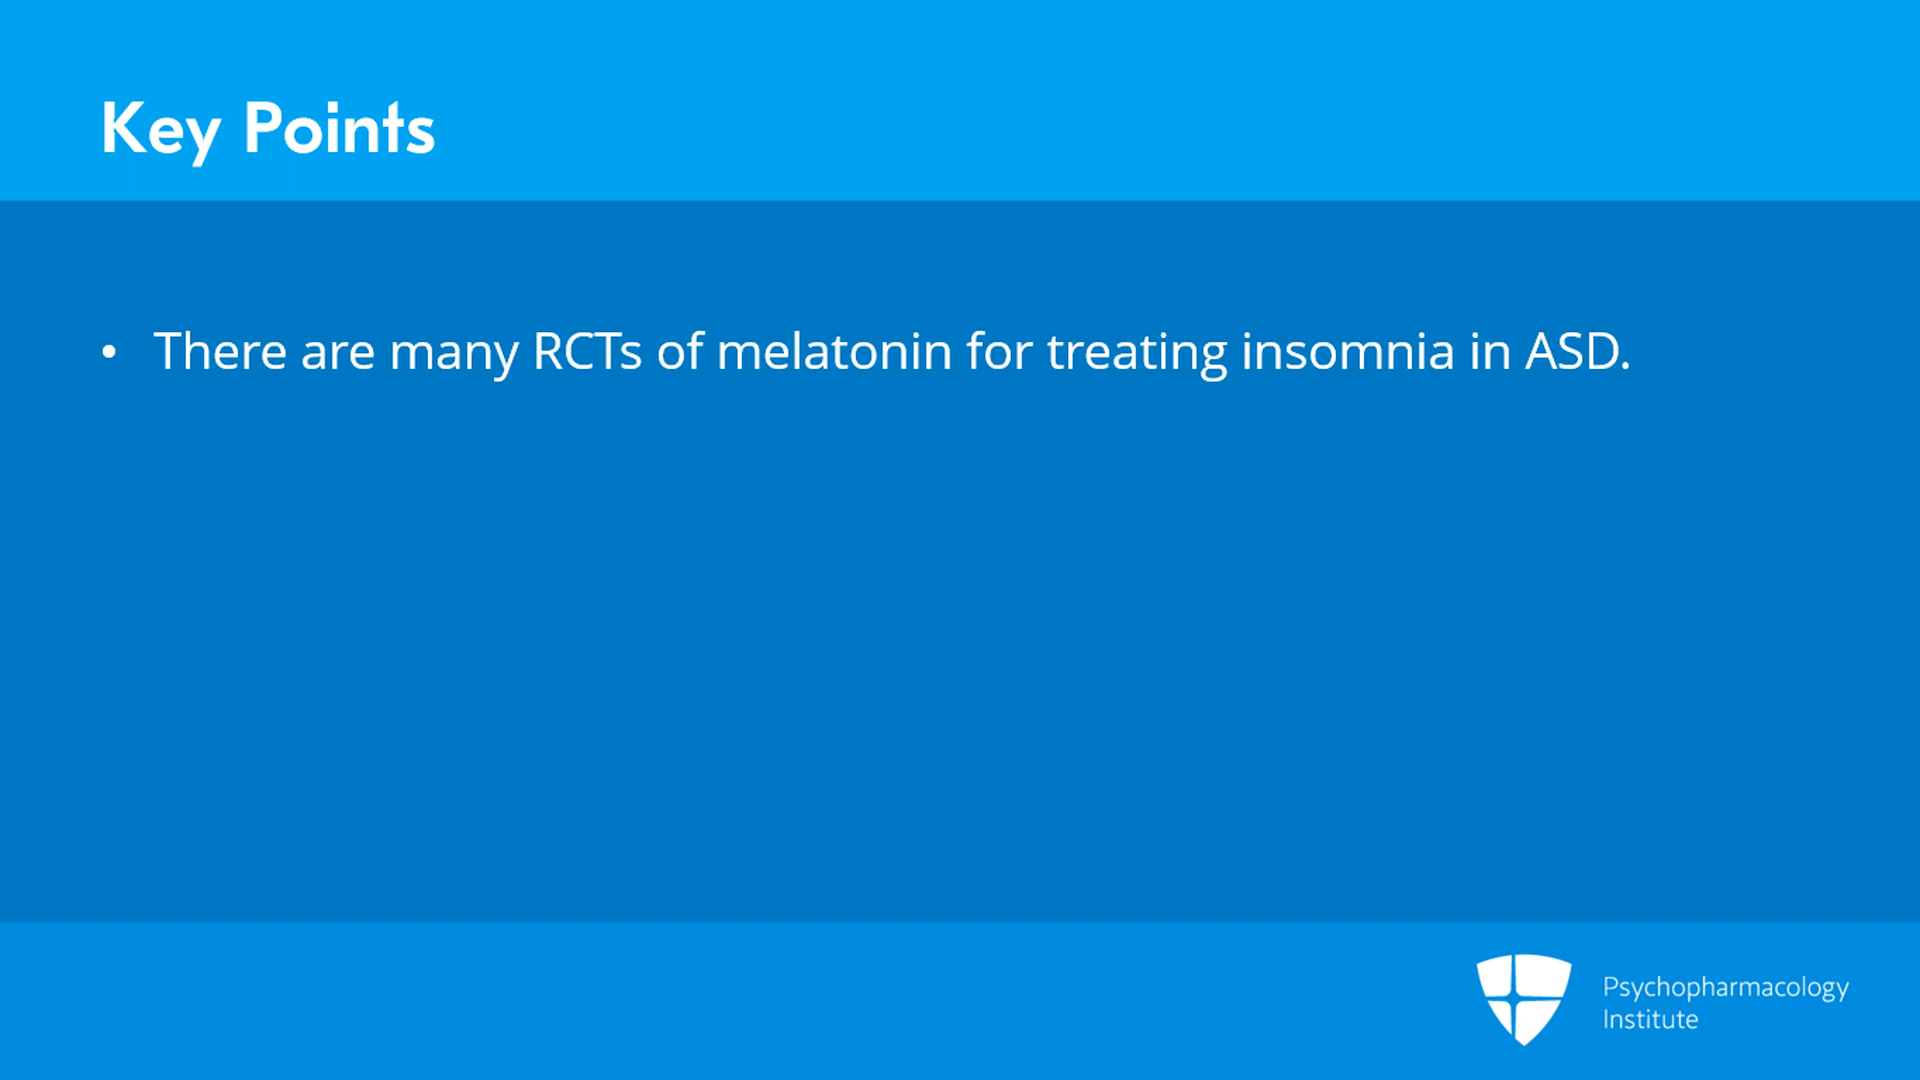 Key Points
• There are many RCTs of melatonin for treating insomnia in ASD.
Psychopharmacology
Institute